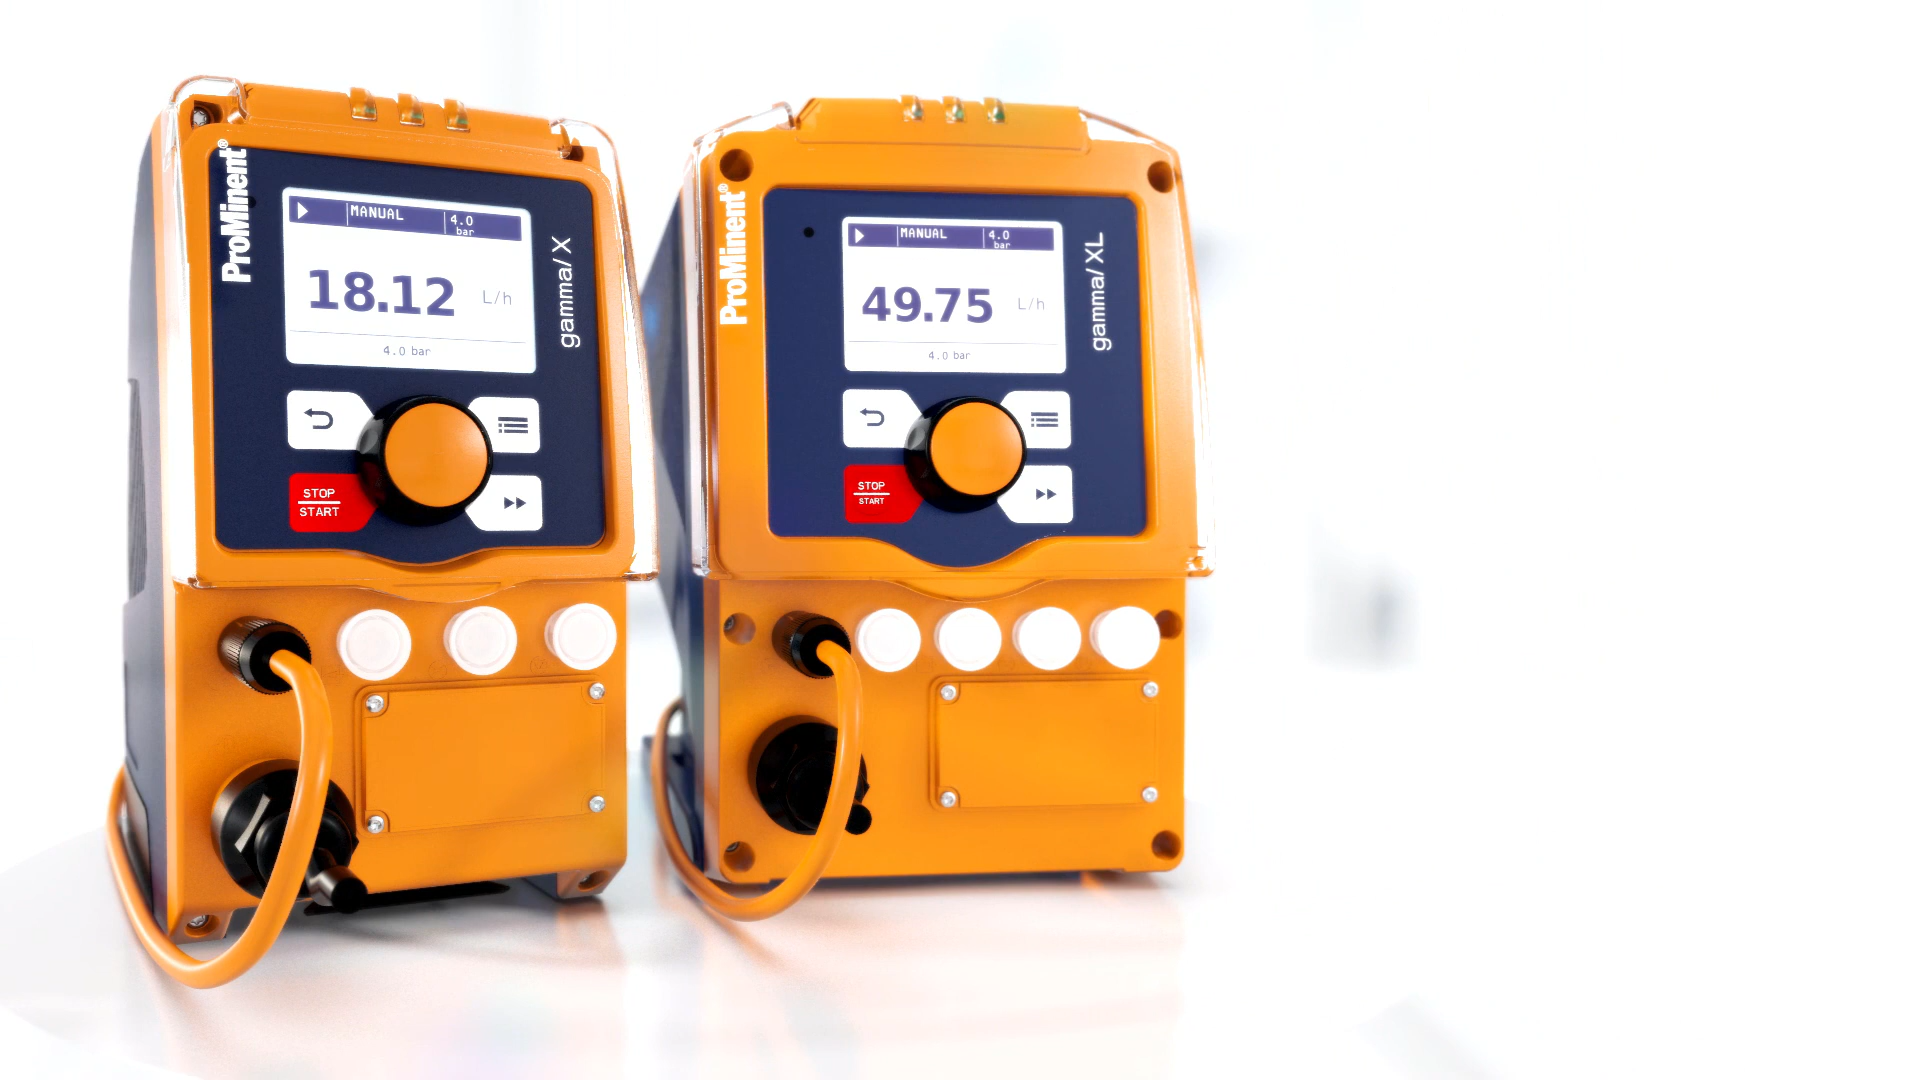 ProMinent®
MANUAL
4.0
bar
18.12 L/h
4.0 bar
gamma/ X
STOP
START
ProMinent®
MANUAL
4.0
bar
49.75 L/h
4.0 bar
gamma/ XL
STOP
START